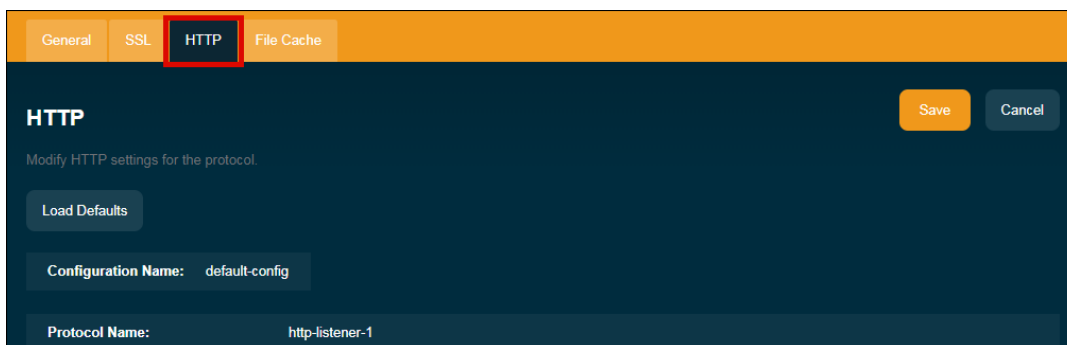 General SSL HTTP File Cache
HTTP
Save Cancel
Modify HTTP settings for the protocol.
Load Defaults
Configuration Name: default-config
Protocol Name: http-listener-1